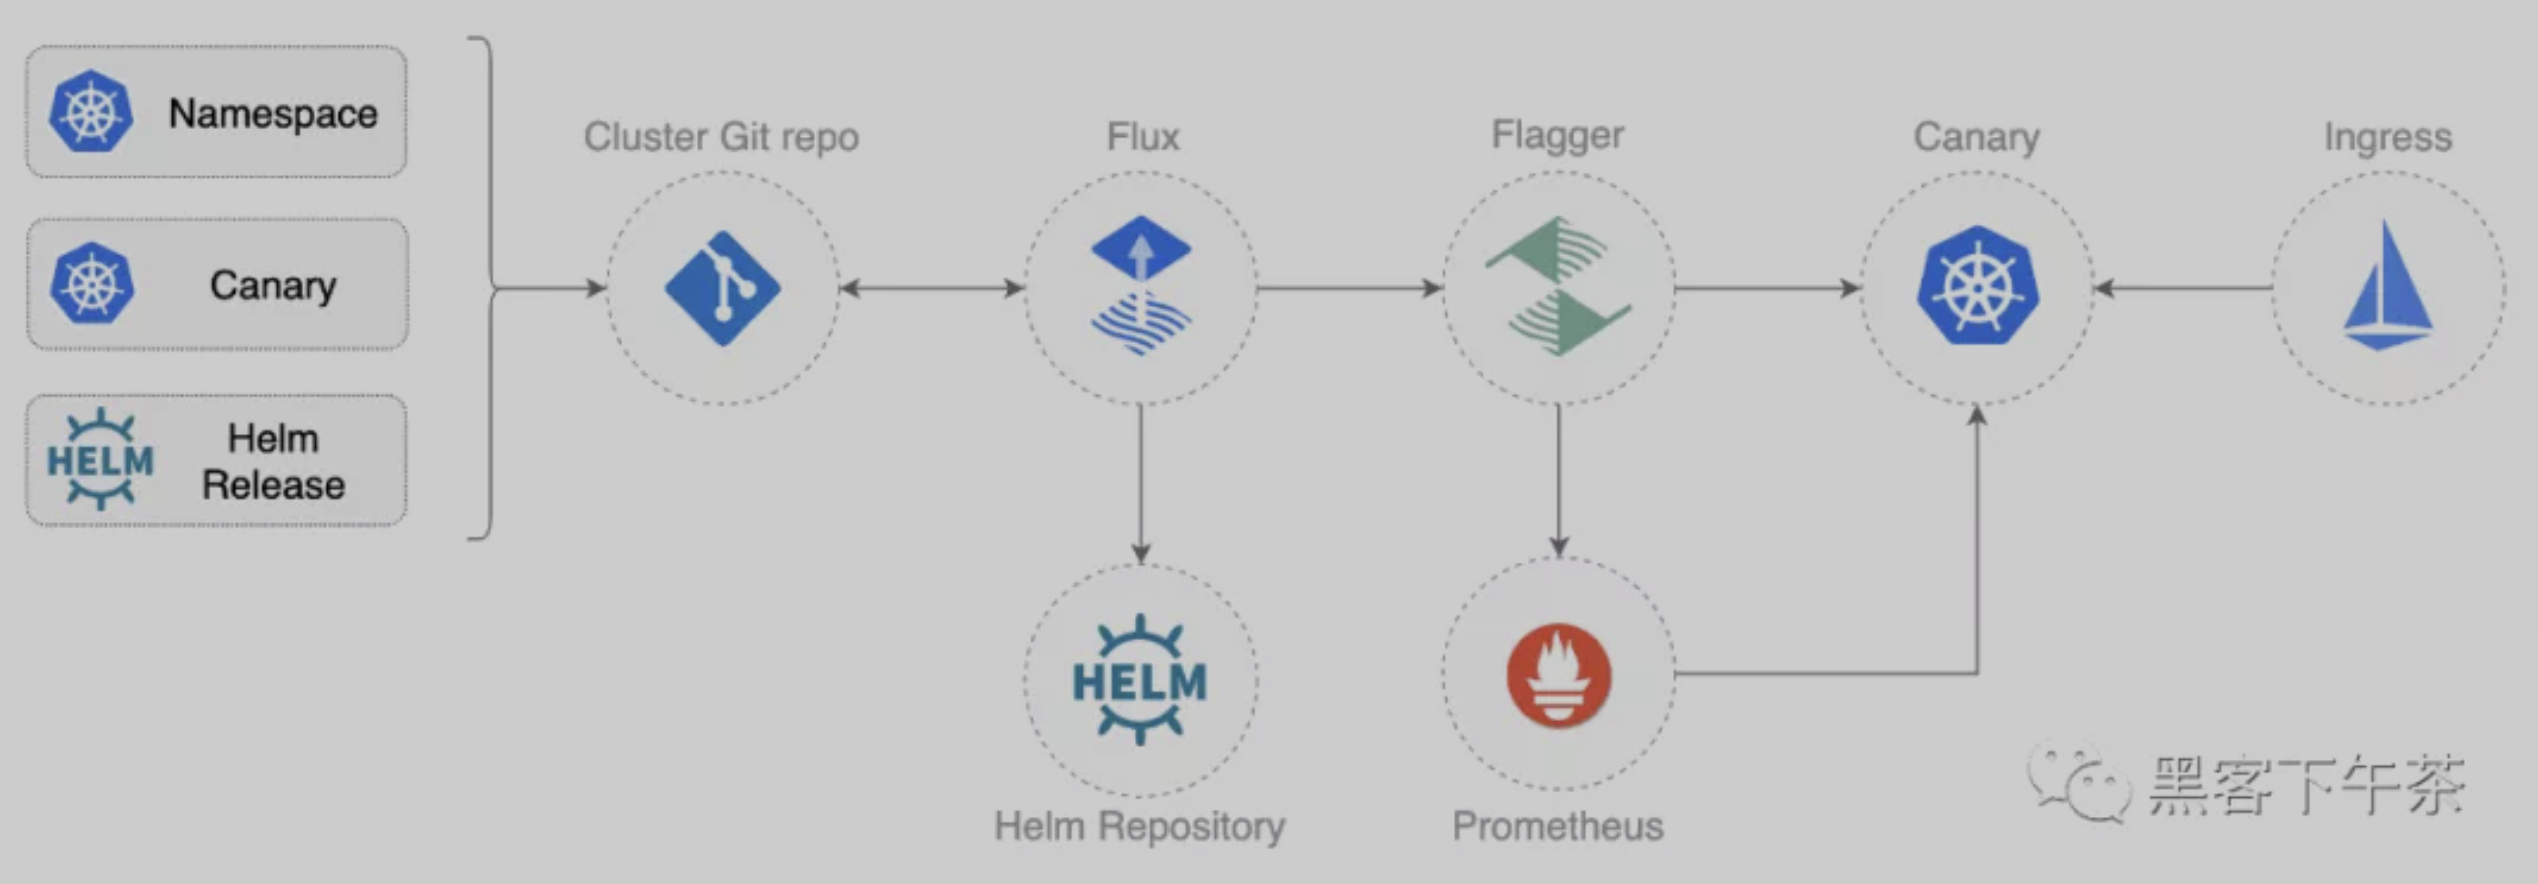 Namespace
Canary
HELM
Helm
Release
Cluster Git repo
Flux
Flagger
Canary
Ingress
HELM
Helm Repository
Prometheus
黑客下午茶